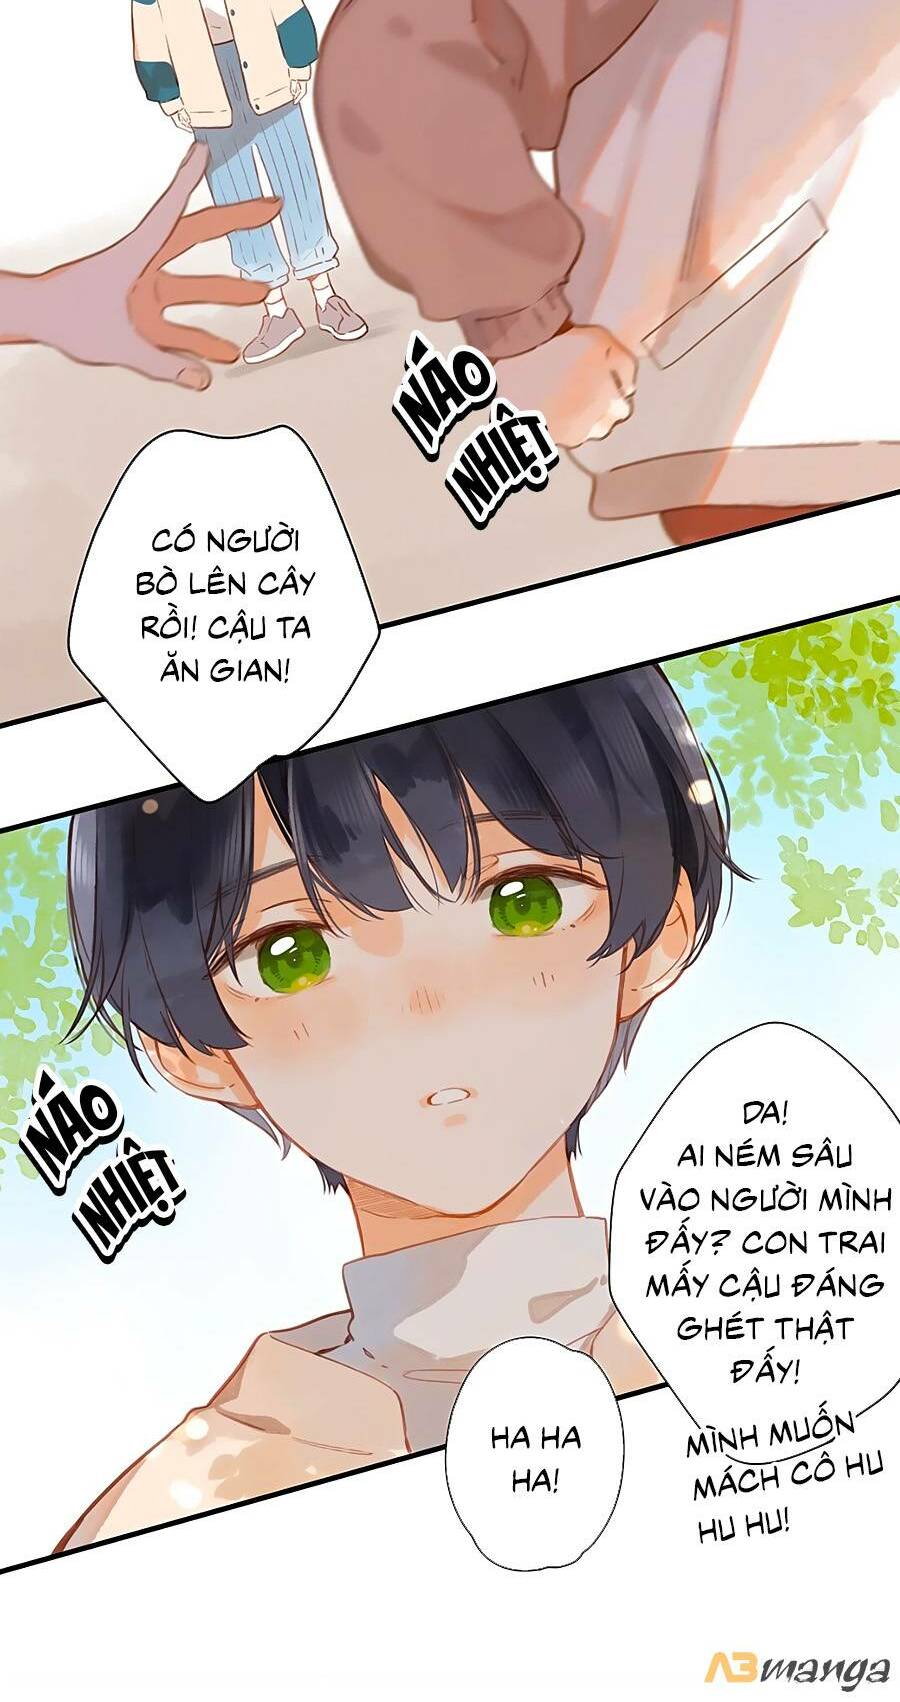 NÁO
NHIỆT
CÓ NGƯỜI
BÒ LÊN CÂY
RỒI! CẬU TA
ĂN GIAN!
NÁO
NHIỆT
DA!
AI NÉM SÂU
VÀO NGƯỜI MÌNH
ĐẤY? CON TRAI
MẤY CẬU ĐÁNG
GHÉT THẬT
ĐẤY!
MÌNH MUỐN
MÁCH CÔ HU
HU HU!
HA HA
HA!
A3manga